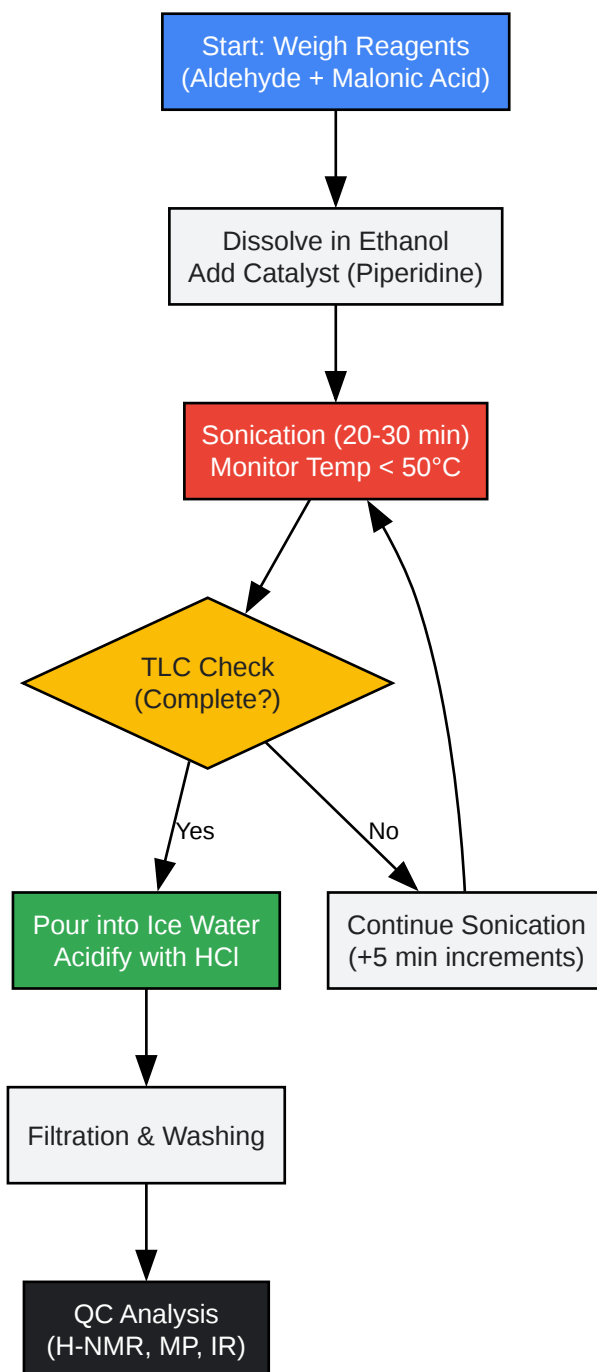 Start: Weigh Reagents
(Aldehyde + Malonic Acid)
Dissolve in Ethanol
Add Catalyst (Piperidine)
Sonication (20-30 min)
Monitor Temp < 50°C
TLC Check
(Complete?)
Yes
No
Pour into Ice Water
Acidify with HCl
Continue Sonication
(+5 min increments)
Filtration & Washing
QC Analysis
(H-NMR, MP, IR)